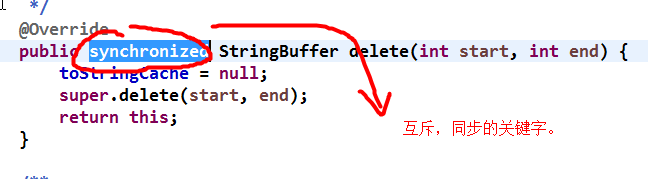 */
@Override
public synchronized StringBuffer delete(int start, int end) {
toStringCache = null;
super.delete(start, end);
return this;
}
互斥，同步的关键字。
/**